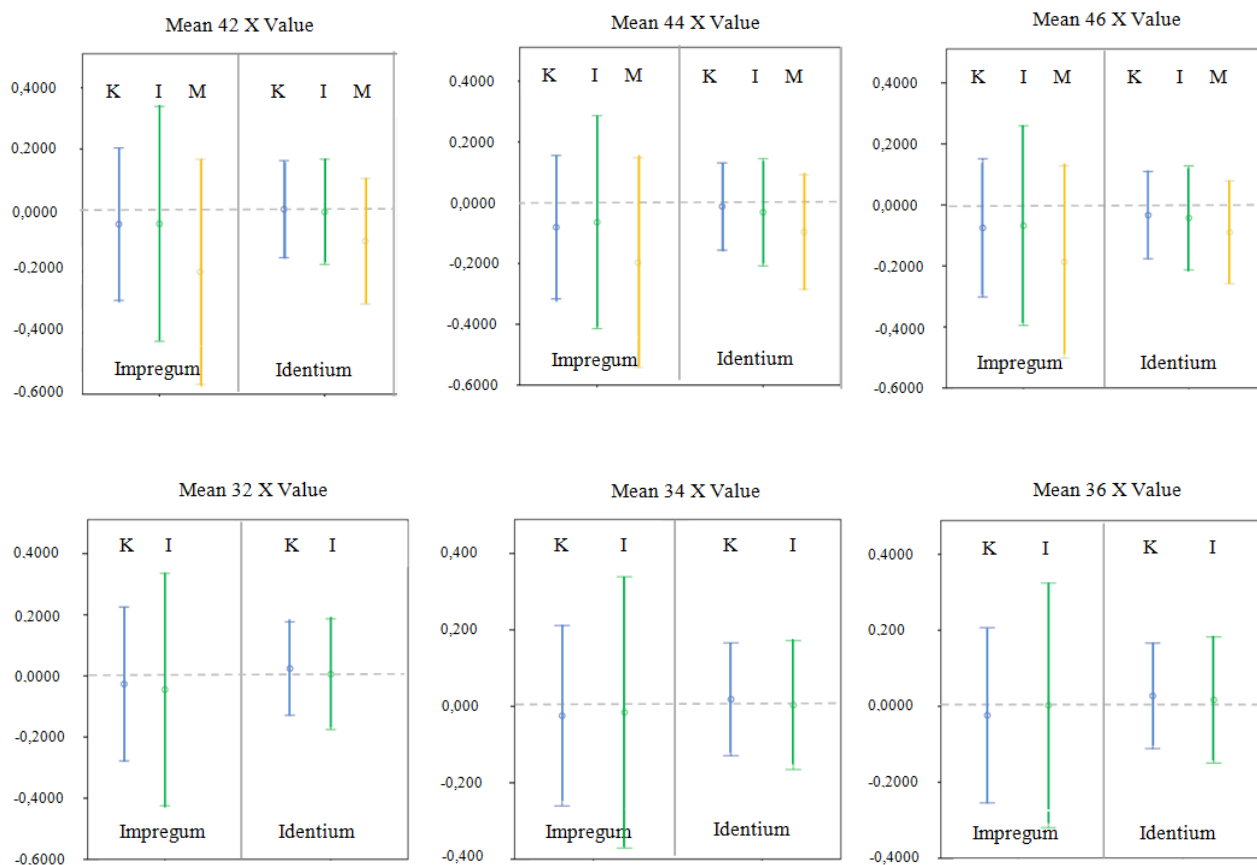 Mean 42 X Value
K I M K I M
0,4000
0,2000
0,0000
-0,2000
-0,4000
-0,6000
Impregum Identium
Mean 44 X Value
K I M K I M
0,4000
0,2000
0,0000
-0,2000
-0,4000
-0,6000
Impregum Identium
Mean 46 X Value
K I M K I M
0,4000
0,2000
0,0000
-0,2000
-0,4000
-0,6000
Impregum Identium
Mean 32 X Value
K I K I
0,4000
0,2000
0,0000
-0,2000
-0,4000
-0,6000
Impregum Identium
Mean 34 X Value
K I K I
0,400
0,200
0,000
-0,200
-0,400
Impregum Identium
Mean 36 X Value
K I K I
0,4000
0,2000
0,0000
-0,2000
-0,4000
Impregum Identium